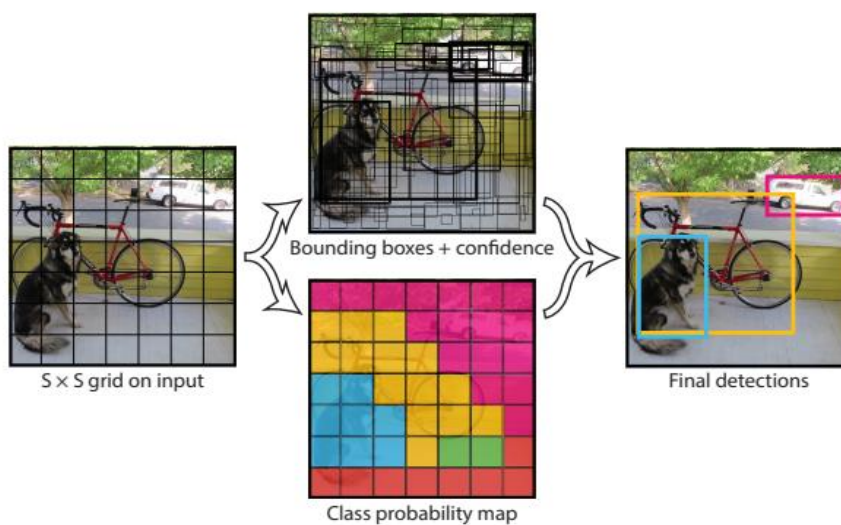 S × S grid on input
Bounding boxes + confidence
Class probability map
Final detections